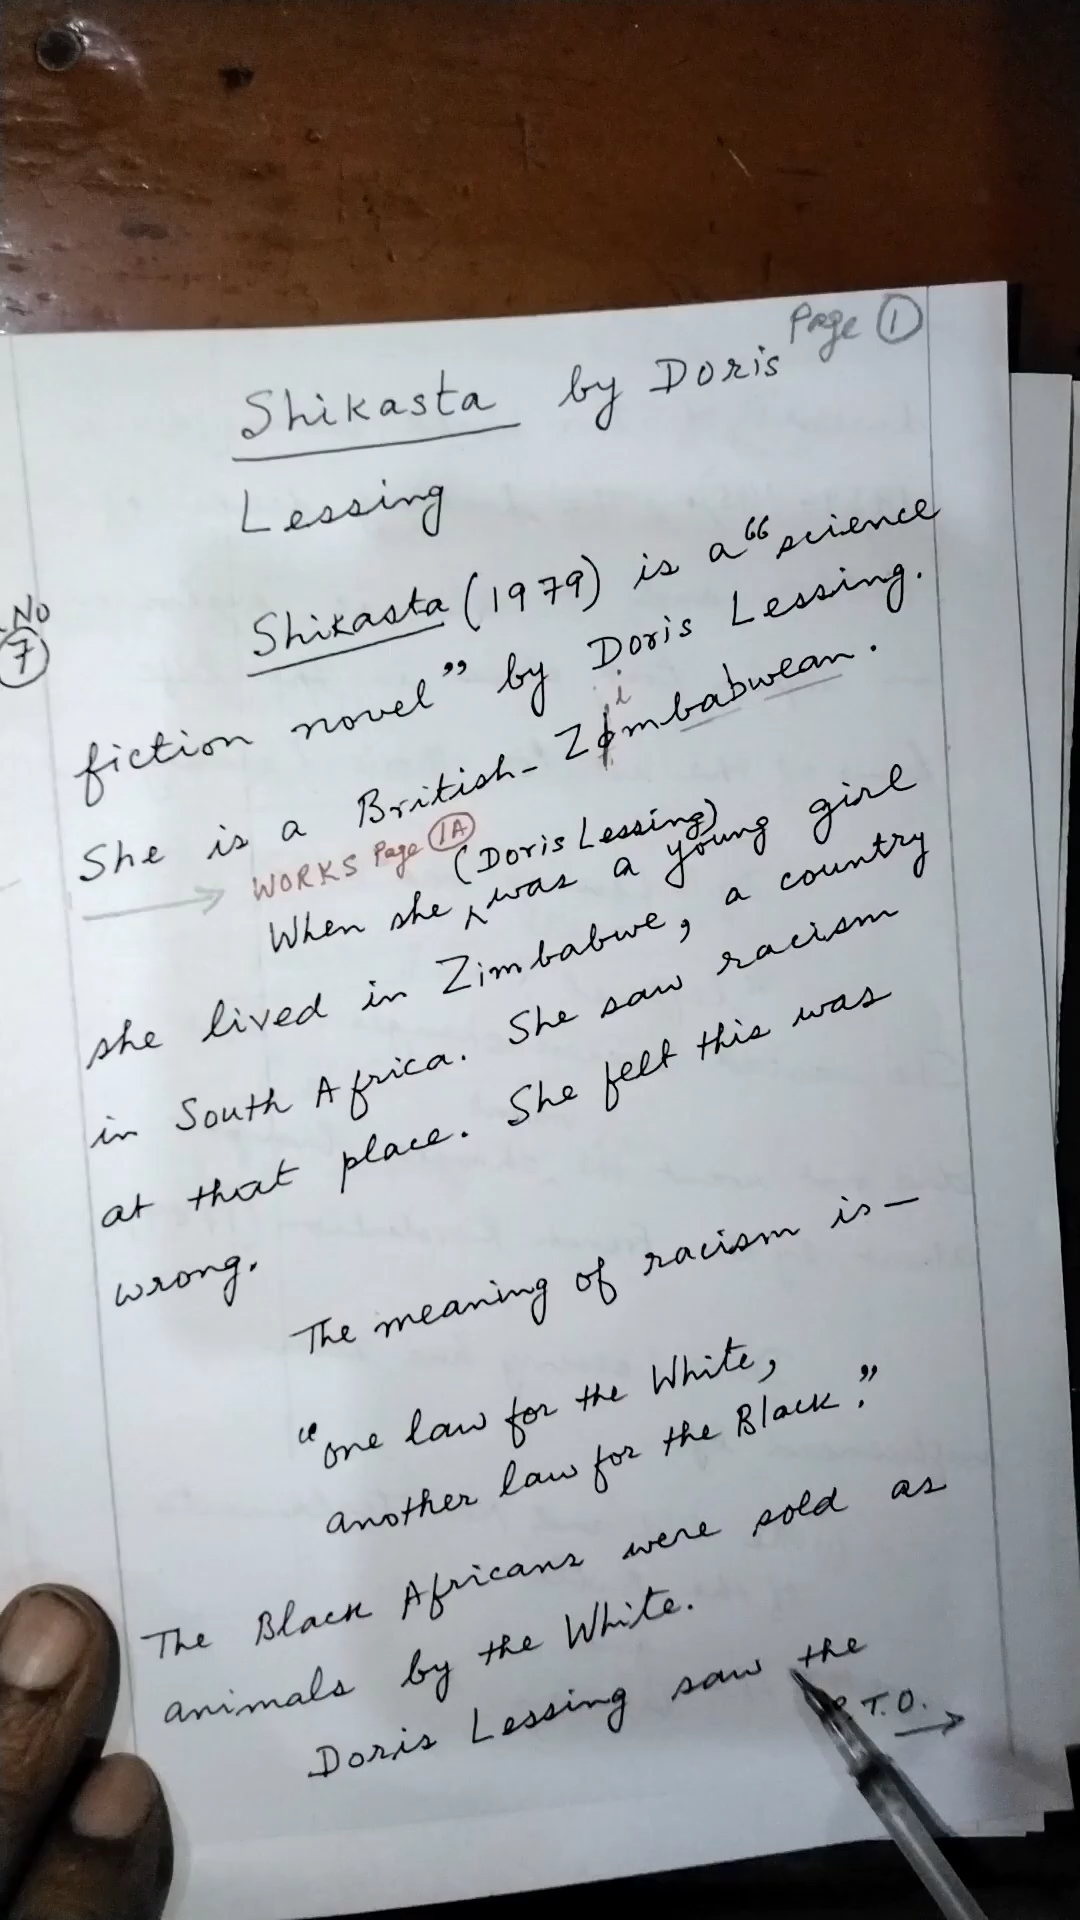 Page 1
Shikasta by Doris
Lessing
No
7
Shikasta (1979) is a "science
fiction novel" by Doris Lessing.
She is a British-Zimbabwean.
→ WORKS Page 1A
(Doris Lessing)
When she ^ was a young girl
she lived in Zimbabwe, a country
in South Africa. She saw racism
at that place. She felt this was
wrong.
The meaning of racism is—
"one law for the White,
another law for the Black."
The Black Africans were sold as
animals by the White.
Doris Lessing saw the
P.T.O. →